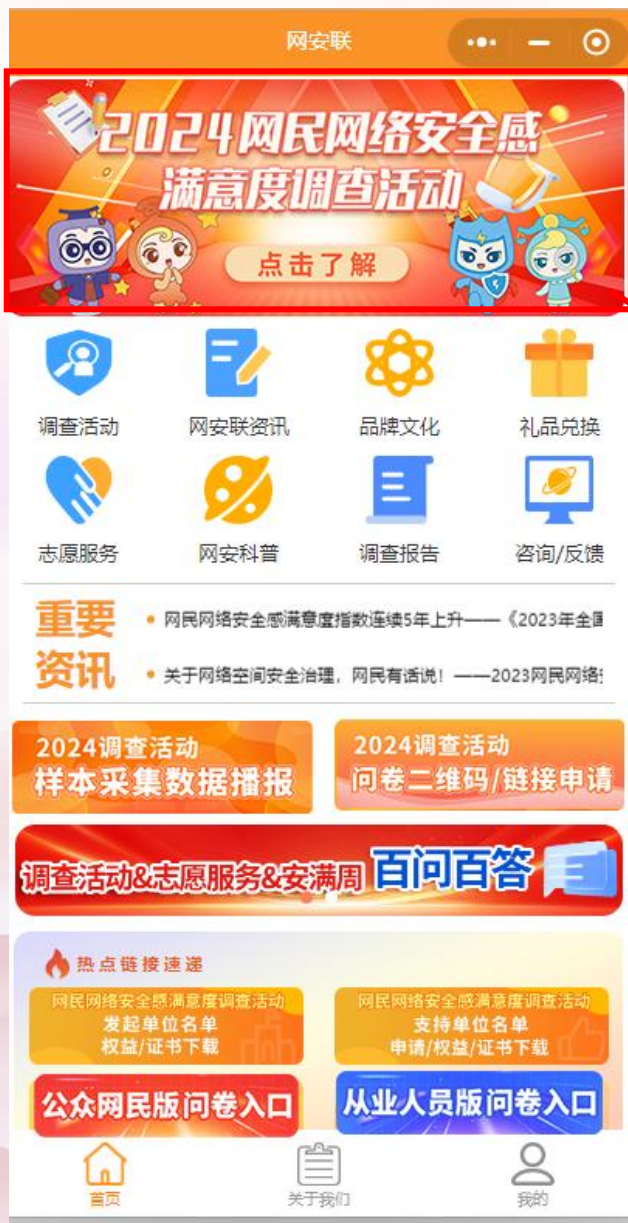 网安联
2024网民网络安全感
满意度调查活动
点击了解
调查活动 网安联资讯 品牌文化 礼品兑换
志愿服务 网安科普 调查报告 咨询/反馈
重要
资讯
• 网民网络安全感满意度指数连续5年上升——《2023年全国
• 关于网络空间安全治理，网民有话说！——2023网民网络安
2024调查活动
样本采集数据播报
2024调查活动
问卷二维码/链接申请
调查活动&志愿服务&安满周 百问百答
热点链接速递
网民网络安全感满意度调查活动
发起单位名单
权益/证书下载
网民网络安全感满意度调查活动
支持单位名单
申请/权益/证书下载
公众网民版问卷入口
从业人员版问卷入口
首页 关于我们 我的